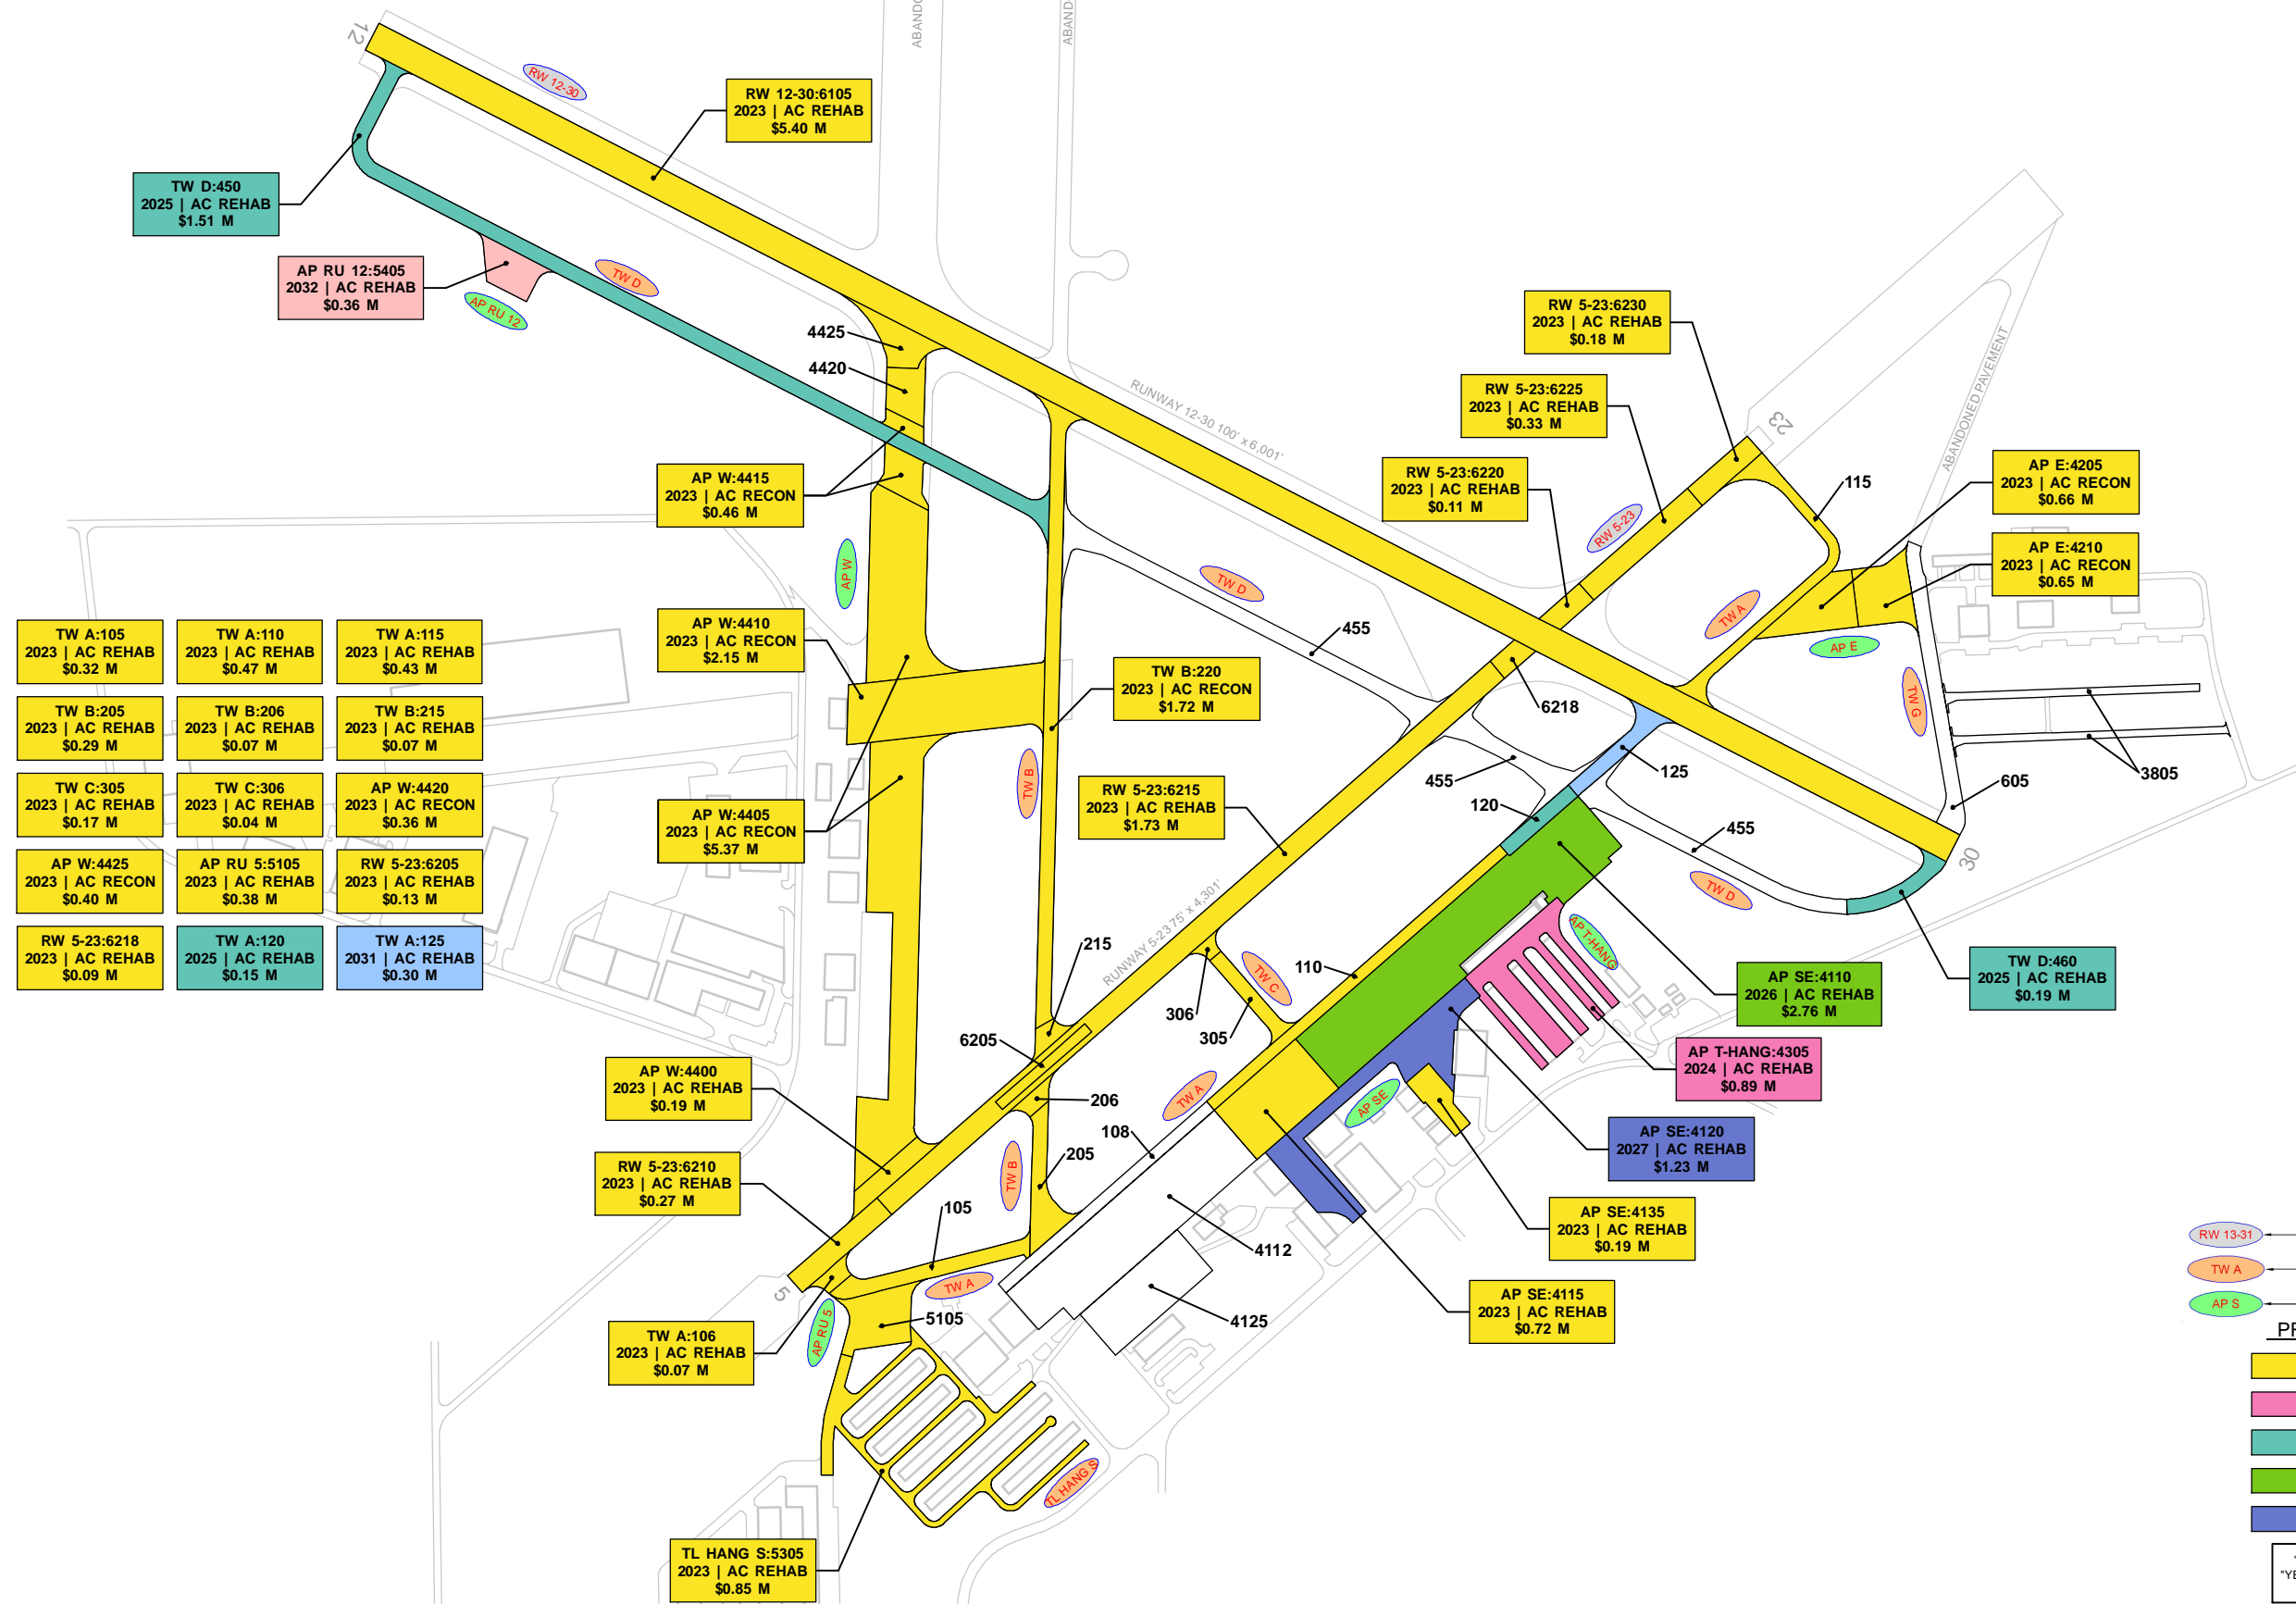 ABANDO
ABAND
12
RW 12-30
RW 12-30:6105
2023 | AC REHAB
$5.40 M
TW D:450
2025 | AC REHAB
$1.51 M
AP RU 12:5405
2032 | AC REHAB
$0.36 M
TW D
AP RU 12
4425
4420
RUNWAY 12-30 100' x 6,001'
RW 5-23:6230
2023 | AC REHAB
$0.18 M
RW 5-23:6225
2023 | AC REHAB
$0.33 M
RW 5-23:6220
2023 | AC REHAB
$0.11 M
23
ABANDONED PAVEMENT
115
AP E:4205
2023 | AC RECON
$0.66 M
AP E:4210
2023 | AC RECON
$0.65 M
AP W:4415
2023 | AC RECON
$0.46 M
RW 5-23
AP W
TW D
TW A
AP E
TW G
455
AP W:4410
2023 | AC RECON
$2.15 M
TW B:220
2023 | AC RECON
$1.72 M
6218
125
455
120
3805
605
455
TW A:105
2023 | AC REHAB
$0.32 M
TW A:110
2023 | AC REHAB
$0.47 M
TW A:115
2023 | AC REHAB
$0.43 M
TW B:205
2023 | AC REHAB
$0.29 M
TW B:206
2023 | AC REHAB
$0.07 M
TW B:215
2023 | AC REHAB
$0.07 M
TW C:305
2023 | AC REHAB
$0.17 M
TW C:306
2023 | AC REHAB
$0.04 M
AP W:4420
2023 | AC RECON
$0.36 M
AP W:4425
2023 | AC RECON
$0.40 M
AP RU 5:5105
2023 | AC REHAB
$0.38 M
RW 5-23:6205
2023 | AC REHAB
$0.13 M
RW 5-23:6218
2023 | AC REHAB
$0.09 M
TW A:120
2025 | AC REHAB
$0.15 M
TW A:125
2031 | AC REHAB
$0.30 M
AP W:4405
2023 | AC RECON
$5.37 M
TW B
RW 5-23:6215
2023 | AC REHAB
$1.73 M
30
TW D
RUNWAY 5-23 75' x 4,301'
215
TW C
110
306
305
AP T-HANG
AP SE:4110
2026 | AC REHAB
$2.76 M
TW D:460
2025 | AC REHAB
$0.19 M
6205
AP W:4400
2023 | AC REHAB
$0.19 M
206
TW A
AP SE
AP T-HANG:4305
2024 | AC REHAB
$0.89 M
108
205
TW B
AP SE:4120
2027 | AC REHAB
$1.23 M
RW 5-23:6210
2023 | AC REHAB
$0.27 M
105
4112
AP SE:4135
2023 | AC REHAB
$0.19 M
5
TW A
AP RU 5
5105
4125
AP SE:4115
2023 | AC REHAB
$0.72 M
TW A:106
2023 | AC REHAB
$0.07 M
TL HANG S
TL HANG S:5305
2023 | AC REHAB
$0.85 M
RW 13-31
TW A
AP S
PR
"YE